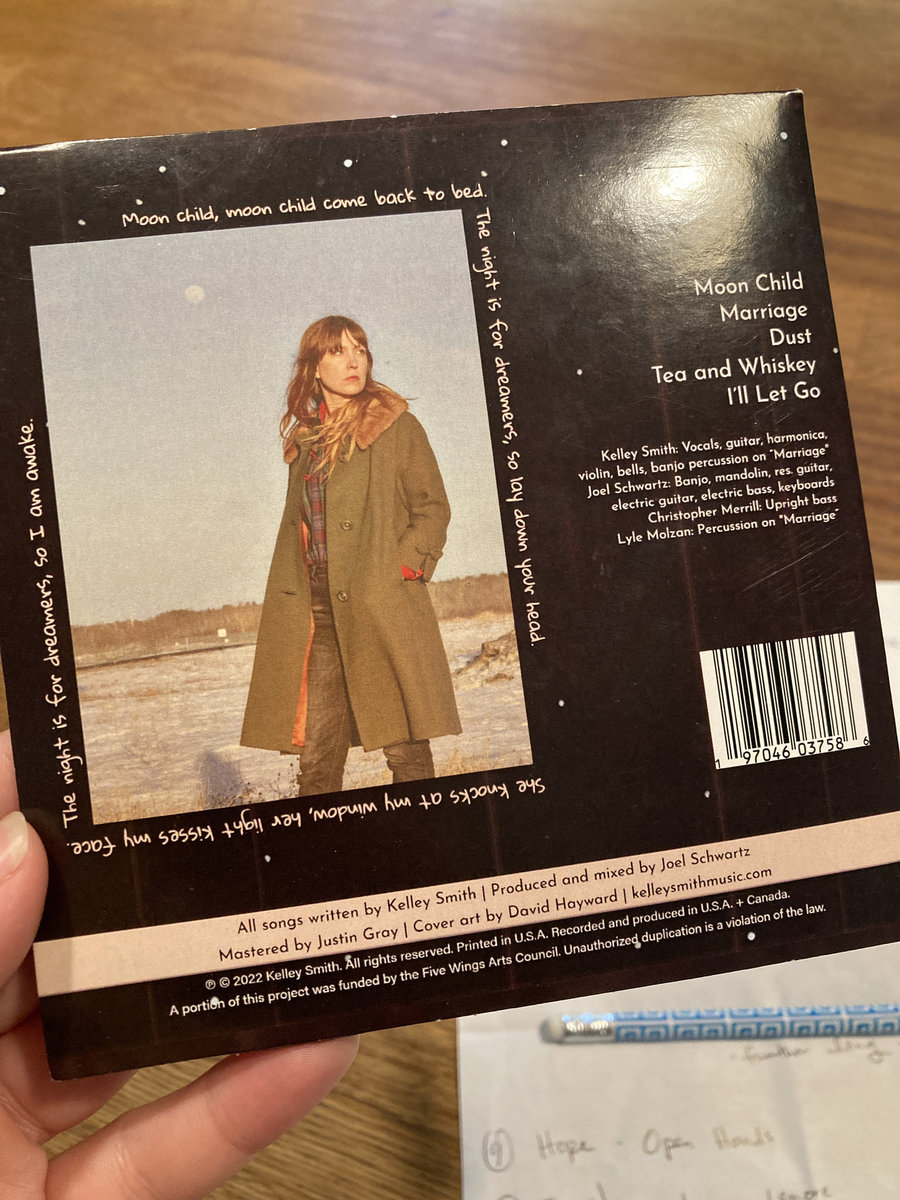 Moon child, moon child come back to bed.
The night is for dreamers, so lay down your head.
She knocks at my window, her light kisses my face.
The night is for dreamers, so I am awake.
Moon Child
Marriage
Dust
Tea and Whiskey
I'll Let Go
Kelley Smith: Vocals, guitar, harmonica,
violin, bells, banjo percussion on "Marriage"
Joel Schwartz: Banjo, mandolin, res. guitar,
electric guitar, electric bass, keyboards
Christopher Merrill: Upright bass
Lyle Molzan: Percussion on "Marriage"
1 97046 03758 6
All songs written by Kelley Smith | Produced and mixed by Joel Schwartz
Mastered by Justin Gray | Cover art by David Hayward | kelleysmithmusic.com
℗ © 2022 Kelley Smith. All rights reserved. Printed in U.S.A. Recorded and produced in U.S.A. + Canada.
A portion of this project was funded by the Five Wings Arts Council. Unauthorized duplication is a violation of the law.
Hope - Open Hands